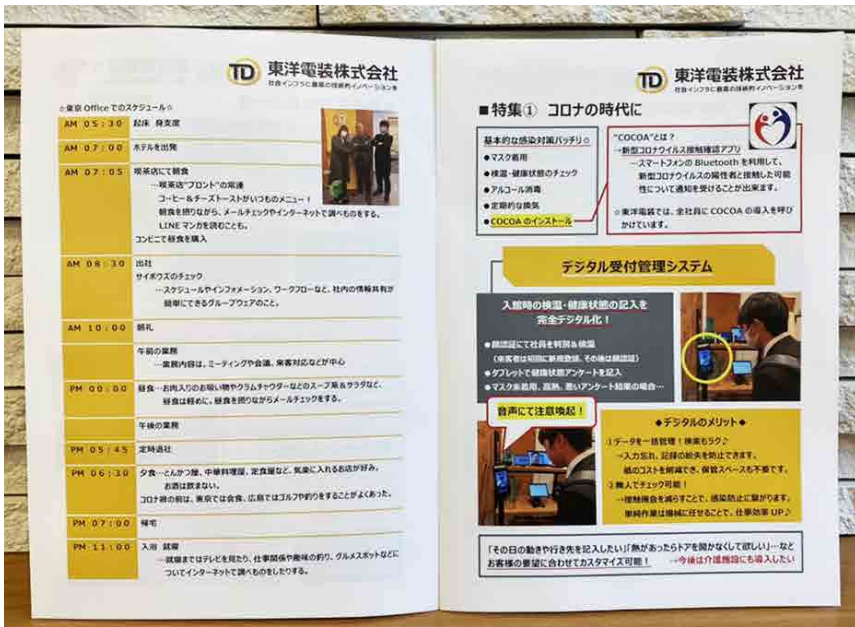 TD 東洋電装株式会社
社会インフラに最高の技術的イノベーションを
☆東京Officeでのスケジュール☆
AM 05:30 起床 身支度
AM 07:00 ホテルを出発
AM 07:05 喫茶店にて朝食
…喫茶店"プロント"の常連
コーヒー&チーズトーストがいつものメニュー!
朝食を摂りながら、メールチェックやインターネットで調べものをする。
LINEマンガを読むことも。
コンビニで昼食を購入
AM 08:30 出社
サイボウズのチェック
…スケジュールやインフォメーション、ワークフローなど、社内の情報共有が
簡単にできるグループウェアのこと。
AM 10:00 朝礼
午前の業務
…業務内容は、ミーティングや会議、来客対応などが中心
PM 00:00 昼食…お肉入りのお吸い物やクラムチャウダーなどのスープ系&サラダなど、
昼食は軽めに。昼食を摂りながらメールチェックをする。
午後の業務
PM 05:45 定時退社
PM 06:30 夕食…とんかつ屋、中華料理屋、定食屋など、気楽に入れるお店が好み。
お酒は飲まない。
コロナ禍の前は、東京では会食、広島ではゴルフや釣りをすることがよくあった。
PM 07:00 帰宅
PM 11:00 入浴 就寝
…就寝まではテレビを見たり、仕事関係や趣味の釣り、グルメスポットなどに
ついてインターネットで調べものをしたりする。
TD 東洋電装株式会社
社会インフラに最高の技術的イノベーションを
■特集① コロナの時代に
基本的な感染対策バッチリ☆
●マスク着用
●検温・健康状態のチェック
●アルコール消毒
●定期的な換気
●COCOAのインストール
"COCOA"とは?
→新型コロナウイルス接触確認アプリ
…スマートフォンのBluetoothを利用して、
新型コロナウイルスの陽性者と接触した可能
性について通知を受けることが出来ます。
☆東洋電装では、全社員にCOCOAの導入を呼び
かけています。
デジタル受付管理システム
入館時の検温・健康状態の記入を
完全デジタル化!
●顔認証にて社員を判別&検温
(来客者は初回に新規登録、その後は顔認証)
●タブレットで健康状態アンケートを記入
●マスク未着用、高熱、悪いアンケート結果の場合…
音声にて注意喚起!
◆デジタルのメリット◆
①データを一括管理!検索もラク♪
→入力忘れ、記録の紛失を防止できます。
紙のコストを削減でき、保管スペースも不要です。
②無人でチェック可能!
→接触機会を減らすことで、感染防止に繋がります。
単純作業は機械に任せることで、仕事効率UP♪
「その日の動きや行き先を記入したい」「熱があったらドアを開かなくて欲しい」…など
お客様の要望に合わせてカスタマイズ可能! →今後は介護施設にも導入したい